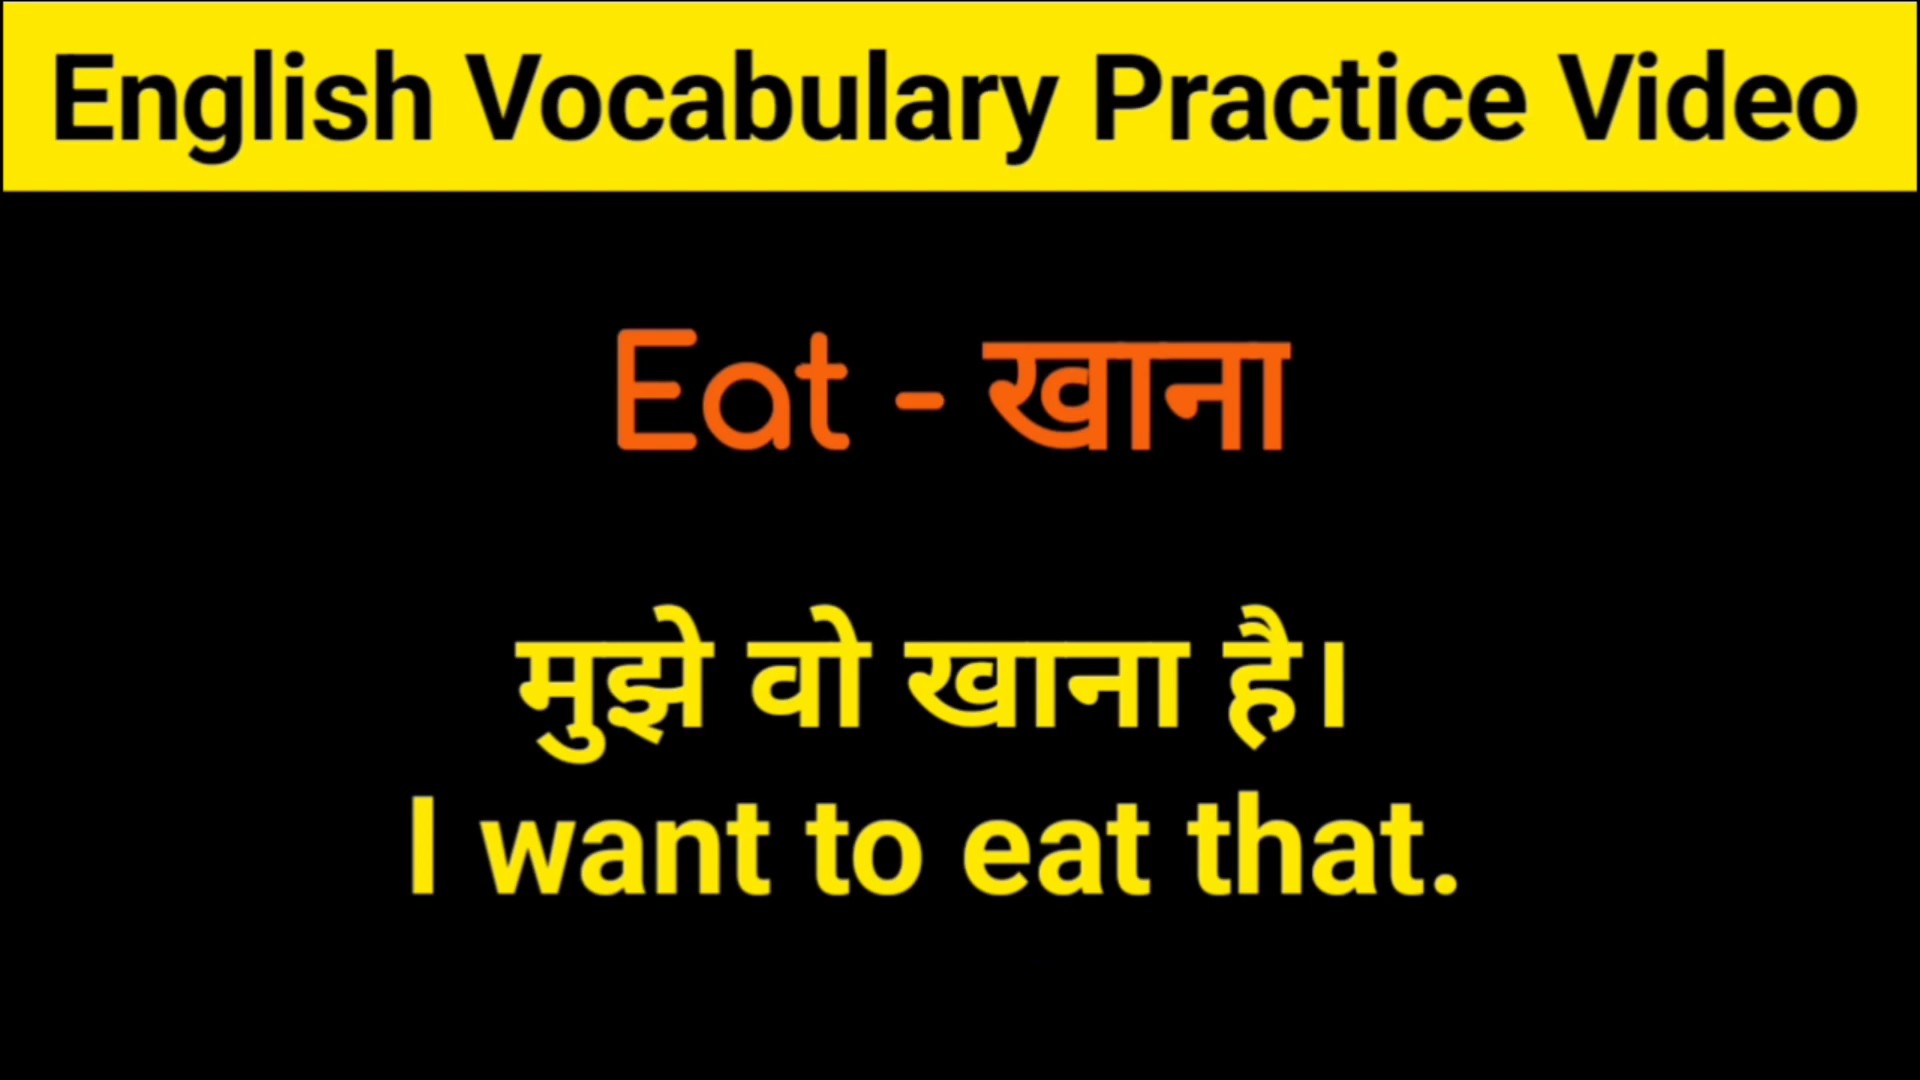 English Vocabulary Practice Video
Eat - खाना
मुझे वो खाना है।
I want to eat that.